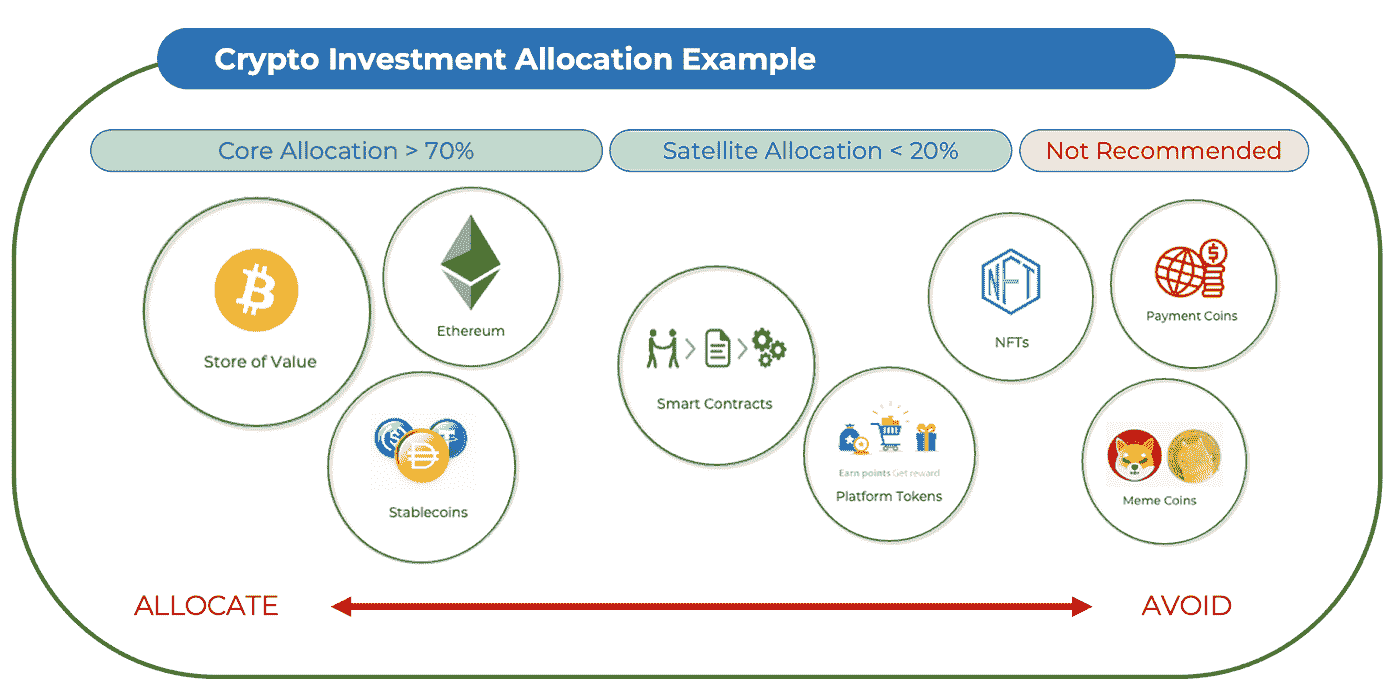 Crypto Investment Allocation Example
Core Allocation > 70%
Satellite Allocation < 20%
Not Recommended
Store of Value
Ethereum
Stablecoins
Smart Contracts
Earn points Get reward
Platform Tokens
NFT
NFTs
Payment Coins
Meme Coins
ALLOCATE
AVOID